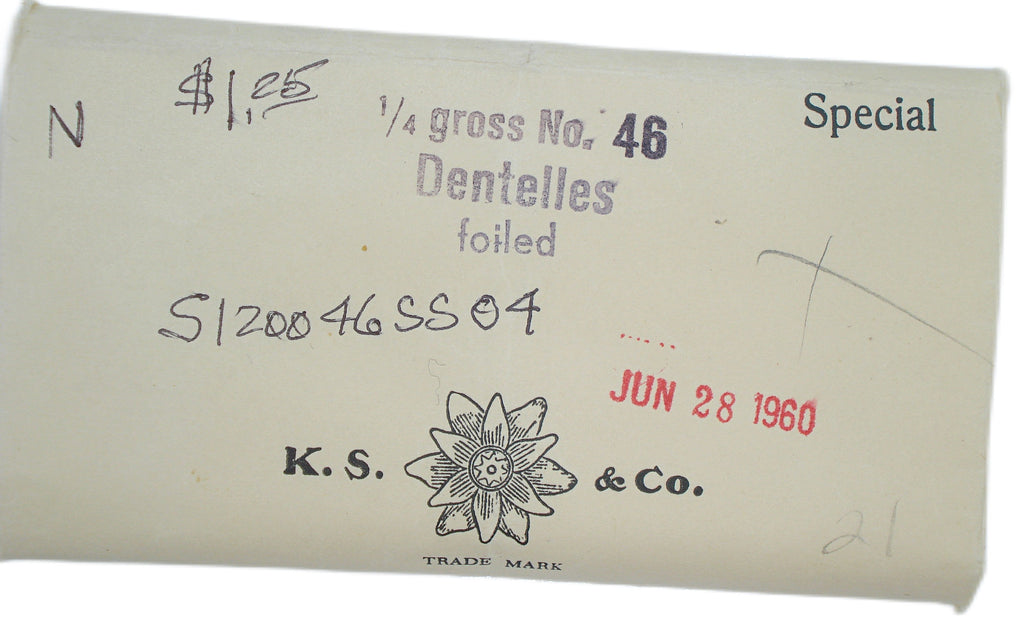 N
$1.25
1/4 gross No. 46
Special
Dentelles
foiled
S120046SS04
JUN 28 1960
K. S. & Co.
TRADE MARK
21